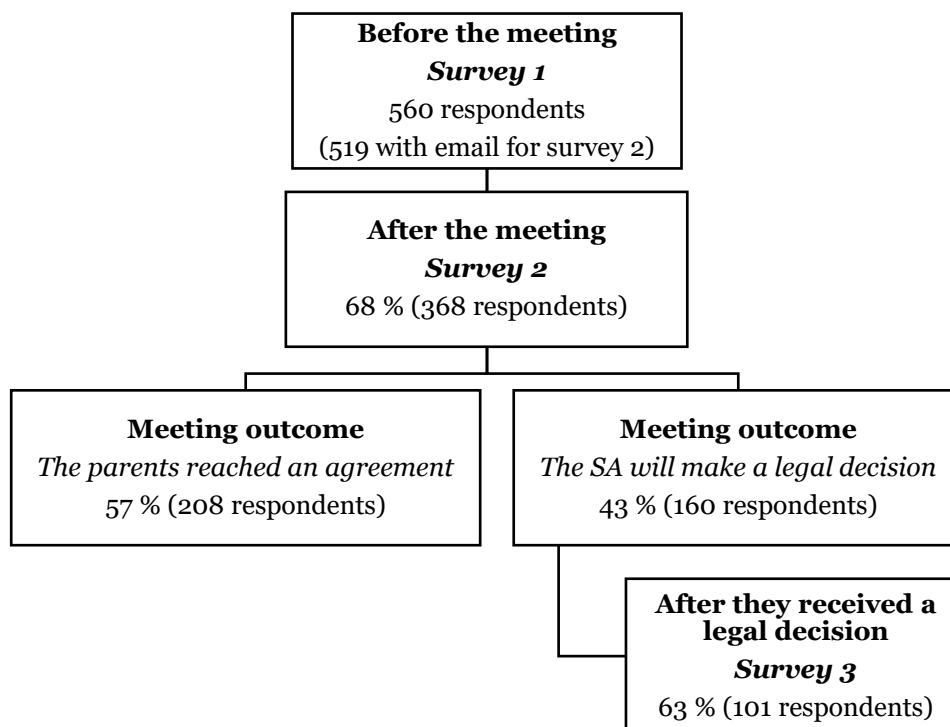 Before the meeting
Survey 1
560 respondents
(519 with email for survey 2)
After the meeting
Survey 2
68 % (368 respondents)
Meeting outcome
The parents reached an agreement
57 % (208 respondents)
Meeting outcome
The SA will make a legal decision
43 % (160 respondents)
After they received a
legal decision
Survey 3
63 % (101 respondents)